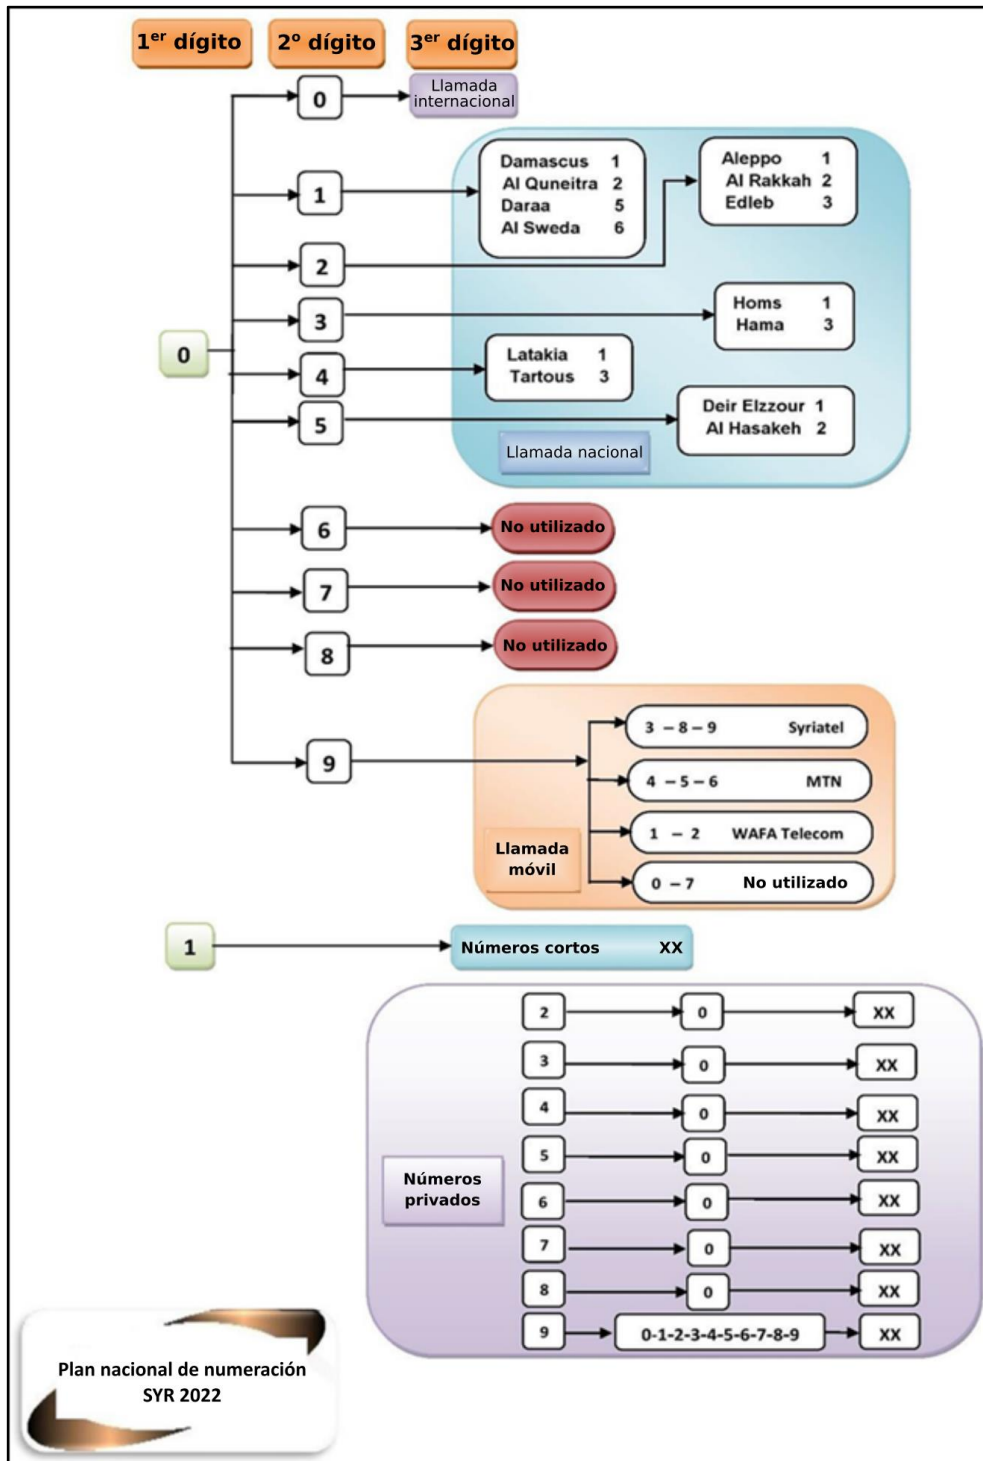 1er dígito 2º dígito 3er dígito
0 Llamada
internacional
1
Damascus 1
Al Quneitra 2
Daraa 5
Al Sweda 6
2
Aleppo 1
Al Rakkah 2
Edleb 3
3
Homs 1
Hama 3
0
4
Latakia 1
Tartous 3
5
Deir Elzzour 1
Al Hasakeh 2
Llamada nacional
6 No utilizado
7 No utilizado
8 No utilizado
9
3 – 8 – 9 Syriatel
4 – 5 – 6 MTN
1 – 2 WAFA Telecom
0 – 7 No utilizado
Llamada
móvil
1 Números cortos XX
2 0 XX
3 0 XX
4 0 XX
5 0 XX
6 0 XX
7 0 XX
8 0 XX
9 0-1-2-3-4-5-6-7-8-9 XX
Números
privados
Plan nacional de numeración
SYR 2022